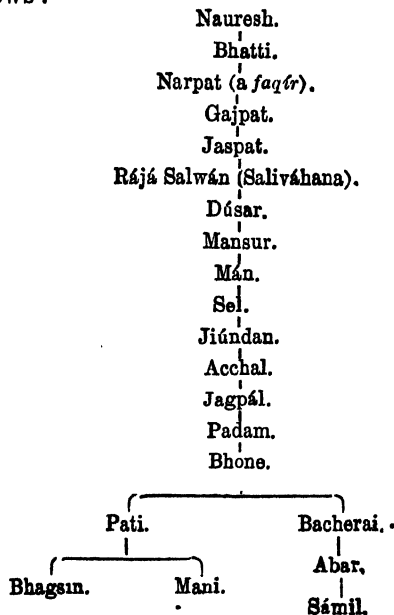 Nauresh.
Bhatti.
Narpat (a faqír).
Gajpat.
Jaspat.
Rájá Salwán (Saliváhana).
Dúsar.
Mansur.
Mán.
Sel.
Jiúndan.
Acchal.
Jagpál.
Padam.
Bhone.
Pati. Bacherai.
Abar.
Bhagsin. Mani.
Sámil.